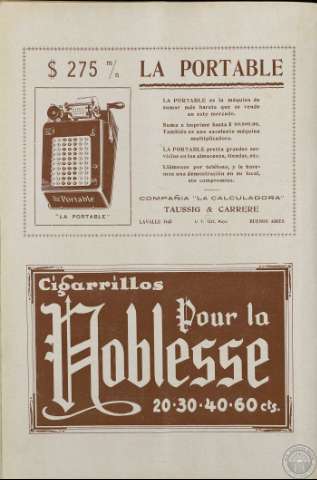 $ 275 m/n
LA PORTABLE
LA PORTABLE es la máquina de
sumar más barata que se vende
en este mercado.
Suma e imprime hasta $
También es una excelente máquina
multiplicadora.
LA PORTABLE presta grandes ser-
vicios en los almacenes, tiendas, etc.
Llámenos por teléfono, y le hare-
mos una demostración en su local,
sin compromiso.
COMPAÑIA "LA CALCULADORA"
TAUSSIG & CARRERE
LAVALLE BUENOS AIRES
La Portable
"LA PORTABLE"
Cigarrillos
Pour la
Noblesse
20·30·40·60 cts.